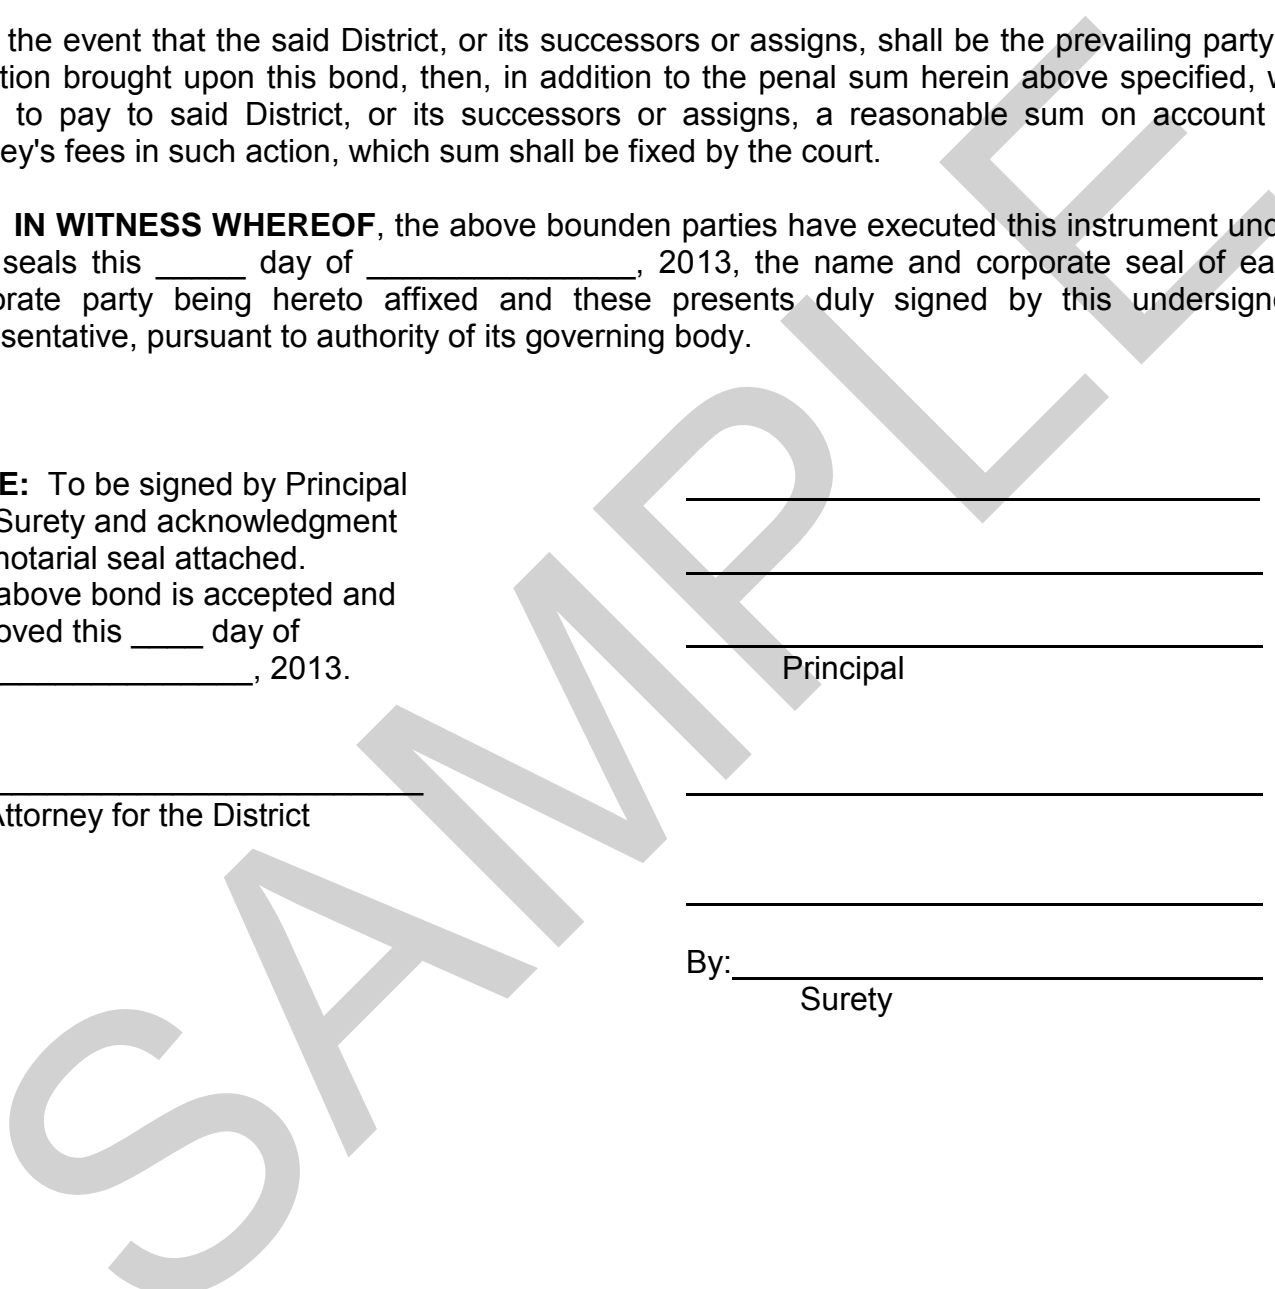 the event that the said District, or its successors or assigns, shall be the prevailing party
tion brought upon this bond, then, in addition to the penal sum herein above specified, w
to pay to said District, or its successors or assigns, a reasonable sum on account
ey's fees in such action, which sum shall be fixed by the court.
IN WITNESS WHEREOF, the above bounden parties have executed this instrument und
seals this _____ day of _______________, 2013, the name and corporate seal of ea
orate party being hereto affixed and these presents duly signed by this undersigne
sentative, pursuant to authority of its governing body.
E: To be signed by Principal
Surety and acknowledgment
notarial seal attached.
above bond is accepted and
oved this ____ day of
______________, 2013.
Principal
Attorney for the District
By:______________________________
Surety
SAMPLE